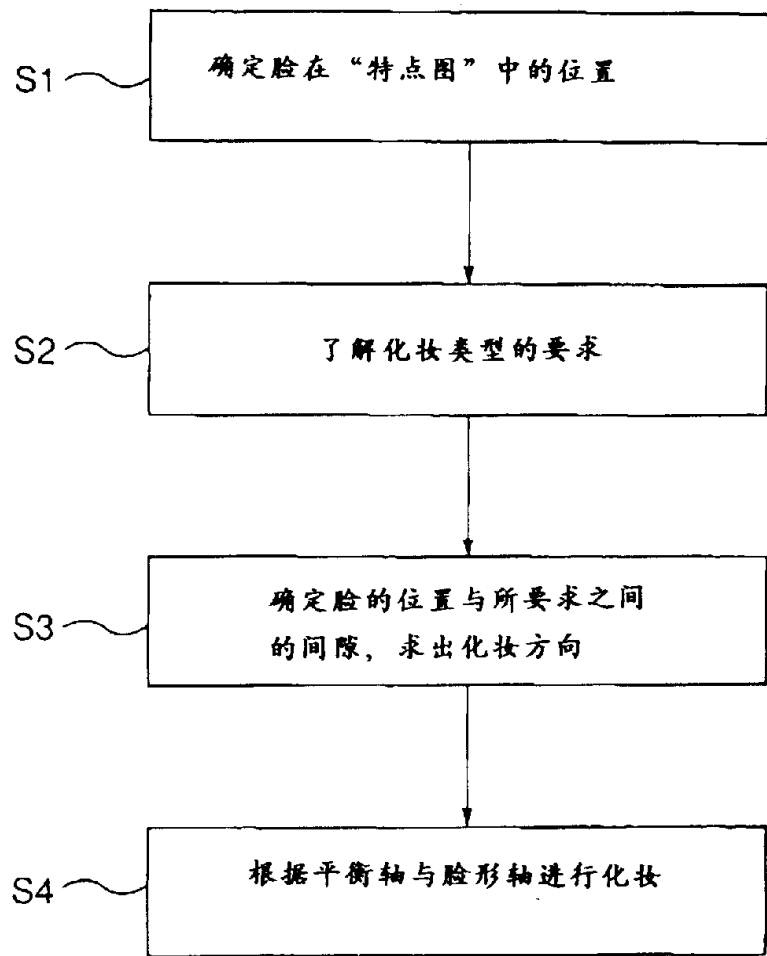 S1
确定脸在“特点图”中的位置
S2
了解化妆类型的要求
S3
确定脸的位置与所要求之间
的间隙，求出化妆方向
S4
根据平衡轴与脸形轴进行化妆